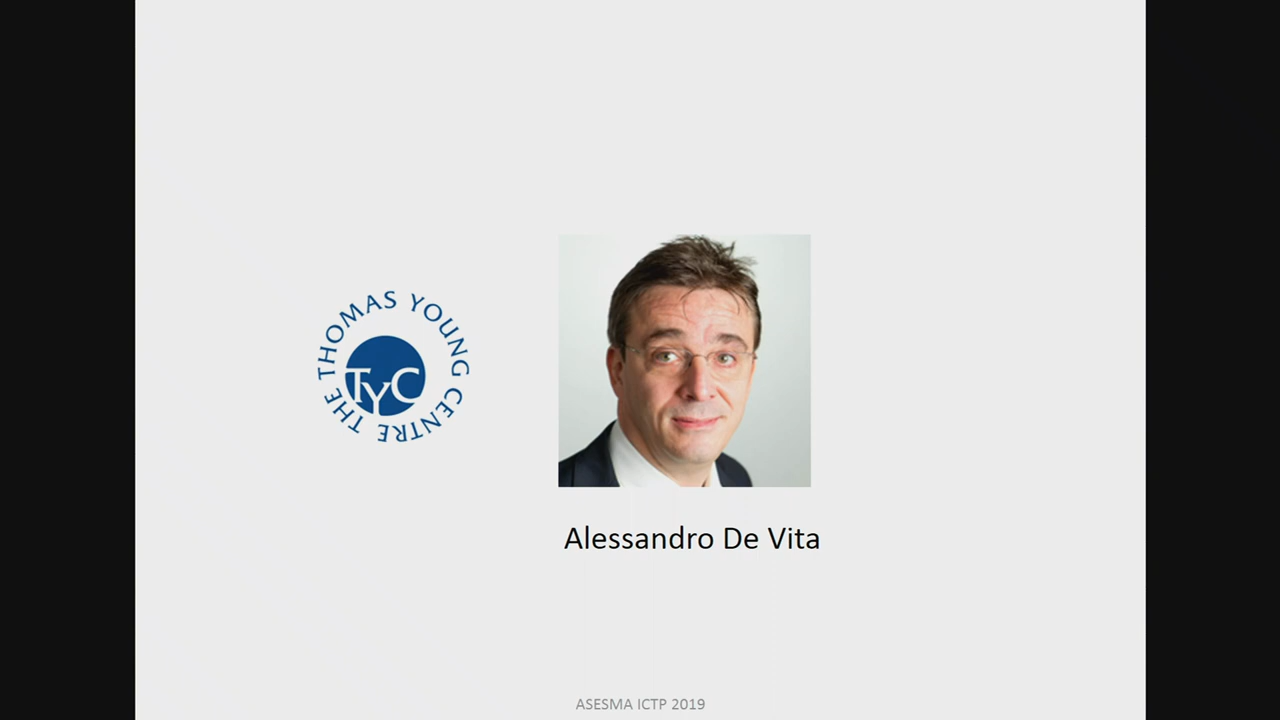 THE THOMAS YOUNG CENTRE
TYC
Alessandro De Vita
ASESMA ICTP 2019